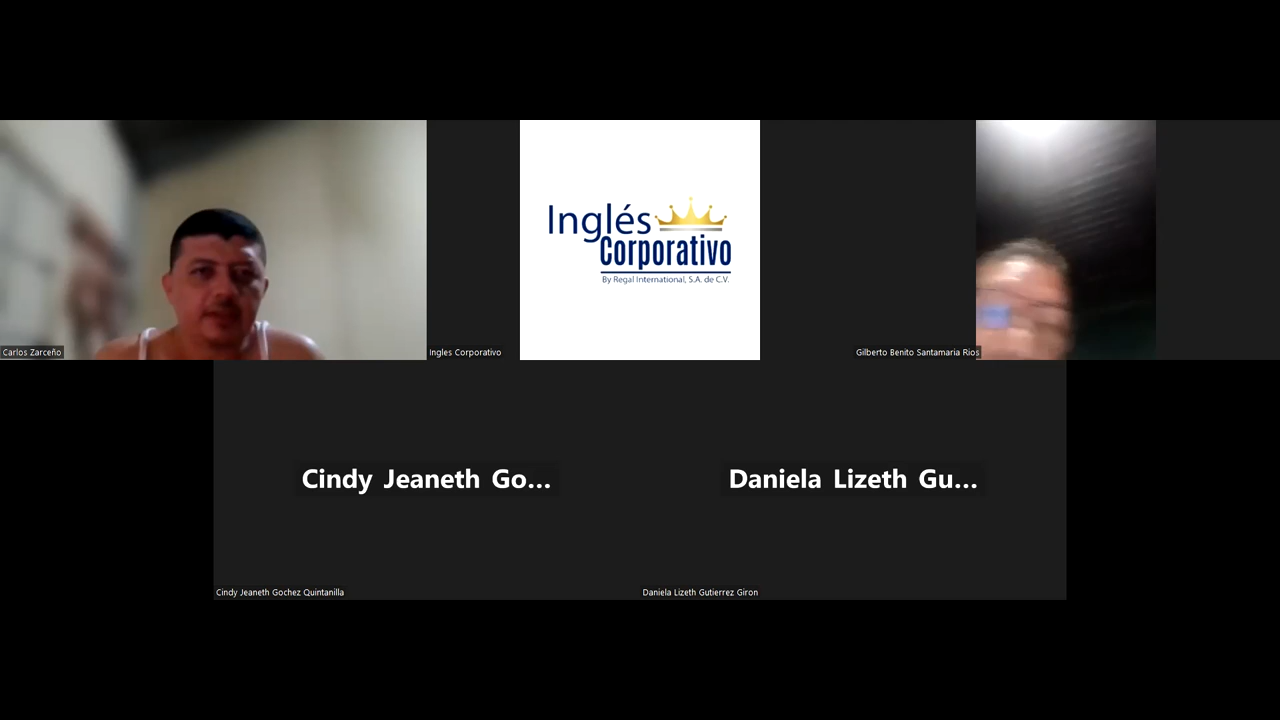 Inglés
Corporativo
By Regal International, S.A. de C.V.
Carlos Zarceño
Ingles Corporativo
Gilberto Benito Santamaria Rios
Cindy Jeaneth Go...
Daniela Lizeth Gu...
Cindy Jeaneth Gochez Quintanilla
Daniela Lizeth Gutierrez Giron